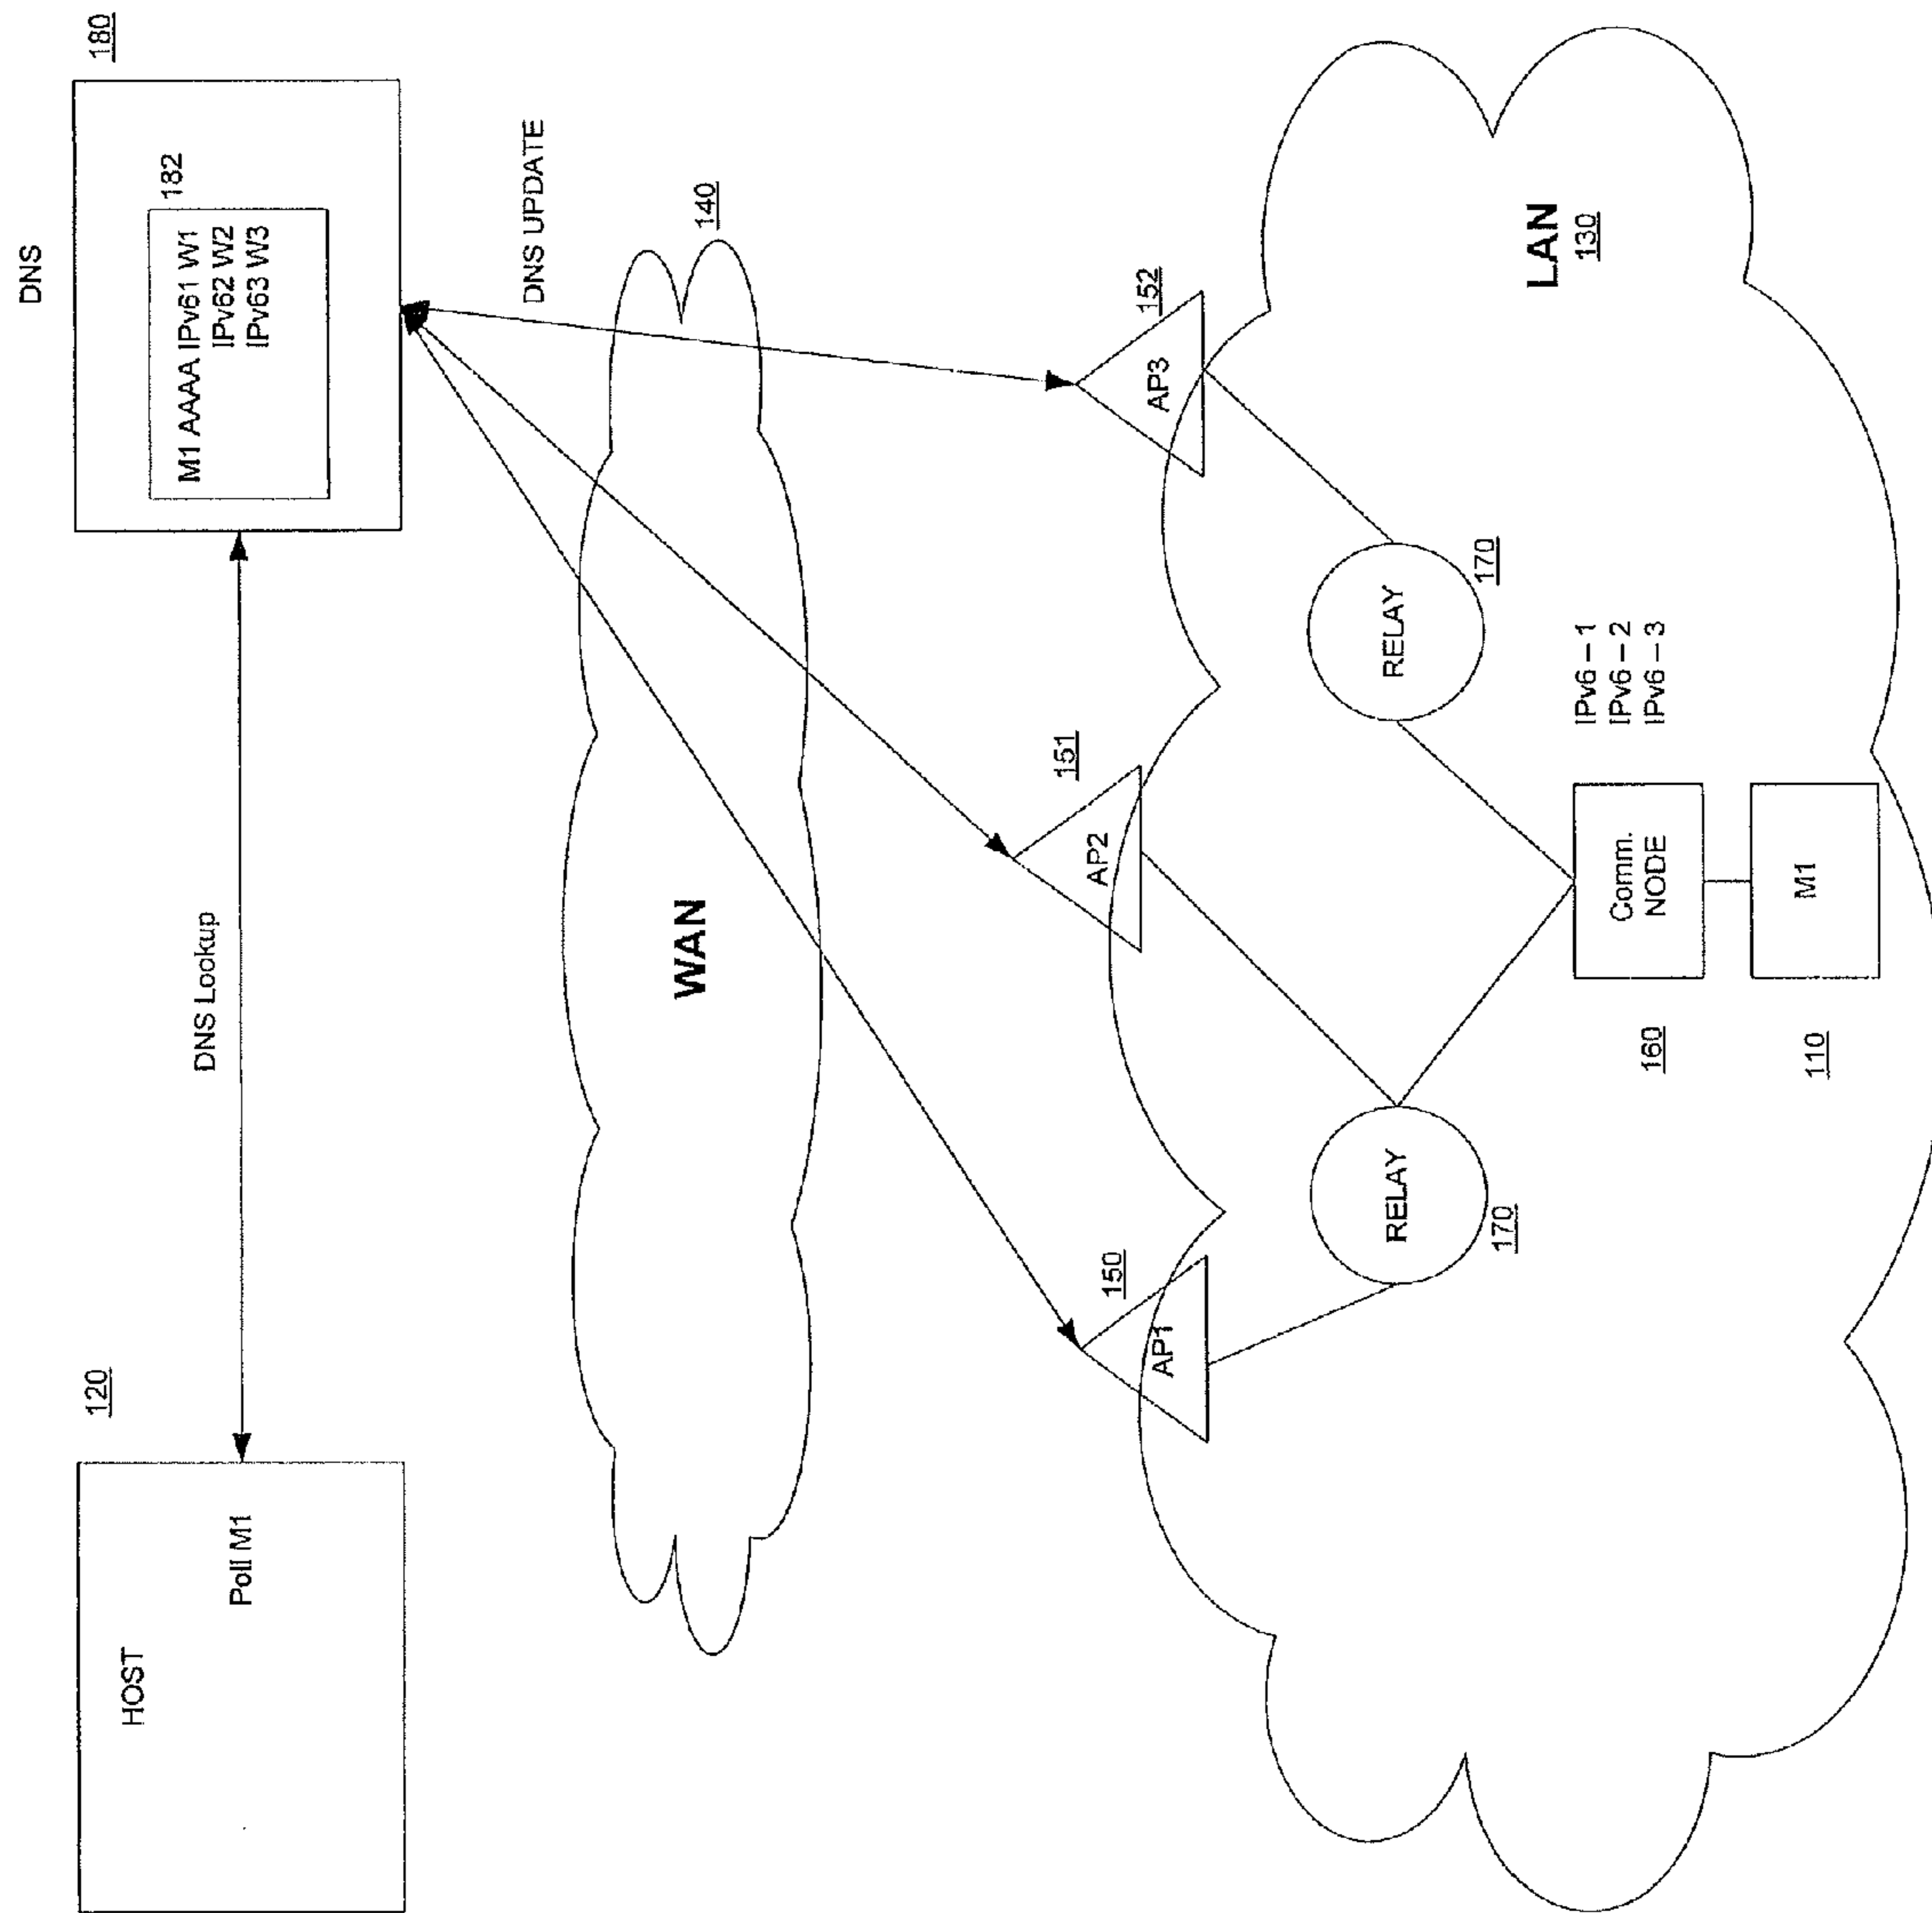 HOST
120
Poll M1
DNS Lookup
DNS
180
182
M1 AAAA IPv61 W1
IPv62 W2
IPv63 W3
DNS UPDATE
WAN
140
150
AP1
151
AP2
152
AP3
LAN
130
RELAY
170
RELAY
170
IPv6 – 1
IPv6 – 2
IPv6 – 3
Comm.
NODE
160
M1
110